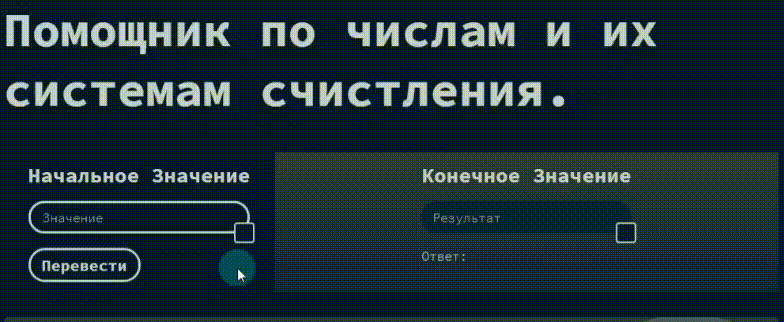 Помощник по числам и их
системам счистления.
Начальное Значение
Конечное Значение
Значение
Результат
Перевести
Ответ: